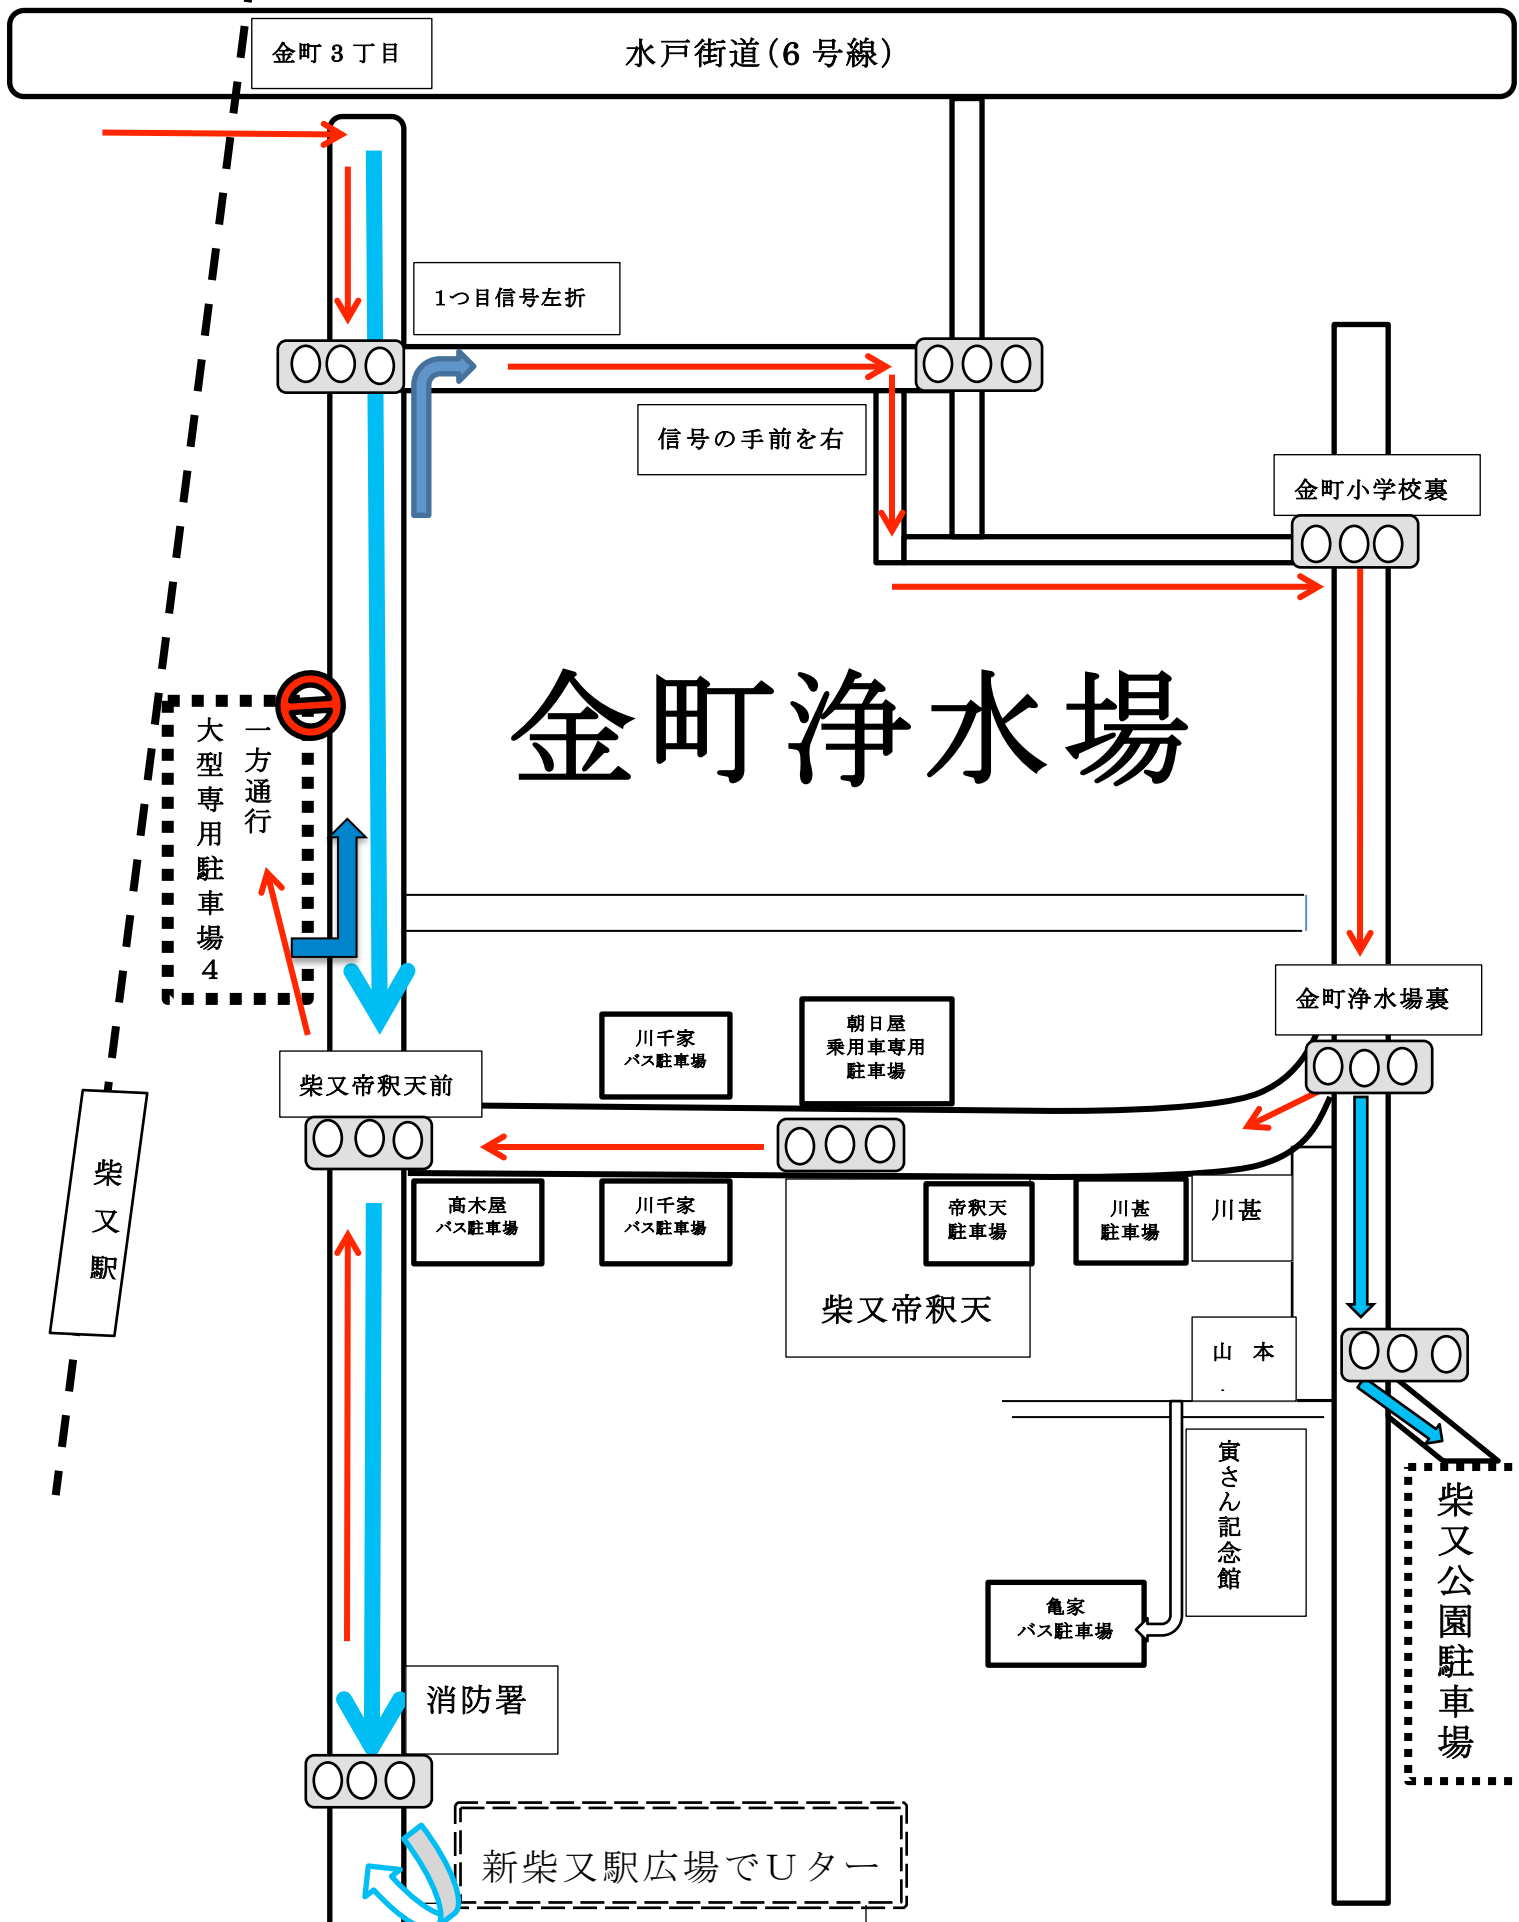 金町3丁目
水戸街道(6号線)
1つ目信号左折
信号の手前を右
金町小学校裏
金町浄水場
一方通行
大型専用駐車場4
金町浄水場裏
川千家
バス駐車場
朝日屋
乗用車専用
駐車場
柴又帝釈天前
柴又駅
髙木屋
バス駐車場
川千家
バス駐車場
帝釈天
駐車場
川甚
駐車場
川甚
柴又帝釈天
山 本
寅さん記念館
柴又公園駐車場
亀家
バス駐車場
消防署
新柴又駅広場でUター